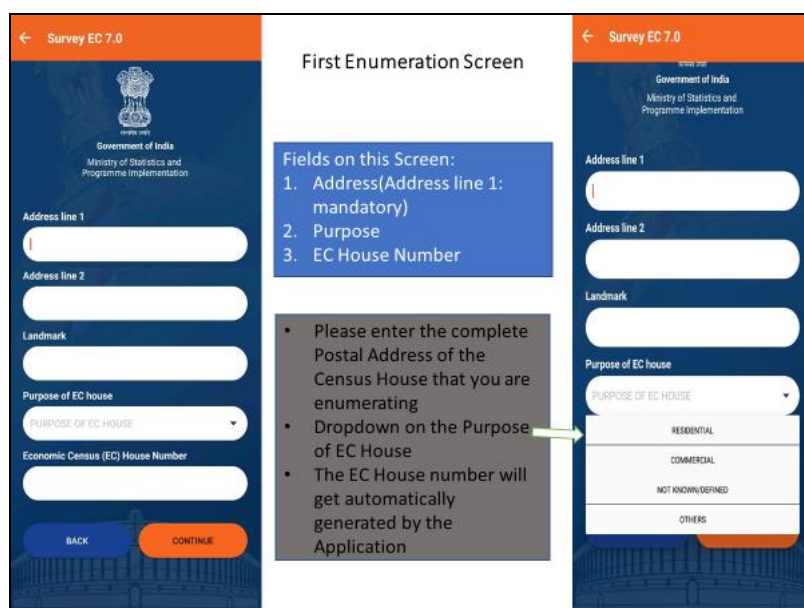 Survey EC 7.0
सत्यमेव जयते
Government of India
Ministry of Statistics and
Programme Implementation
Address line 1
Address line 2
Landmark
Purpose of EC house
PURPOSE OF EC HOUSE
Economic Census (EC) House Number
BACK
CONTINUE
First Enumeration Screen
Fields on this Screen:
1. Address(Address line 1:
mandatory)
2. Purpose
3. EC House Number
• Please enter the complete
Postal Address of the
Census House that you are
enumerating
• Dropdown on the Purpose
of EC House
• The EC House number will
get automatically
generated by the
Application
Survey EC 7.0
Government of India
Ministry of Statistics and
Programme Implementation
Address line 1
Address line 2
Landmark
Purpose of EC house
PURPOSE OF EC HOUSE
RESIDENTIAL
COMMERCIAL
NOT KNOWN/DEFINED
OTHERS